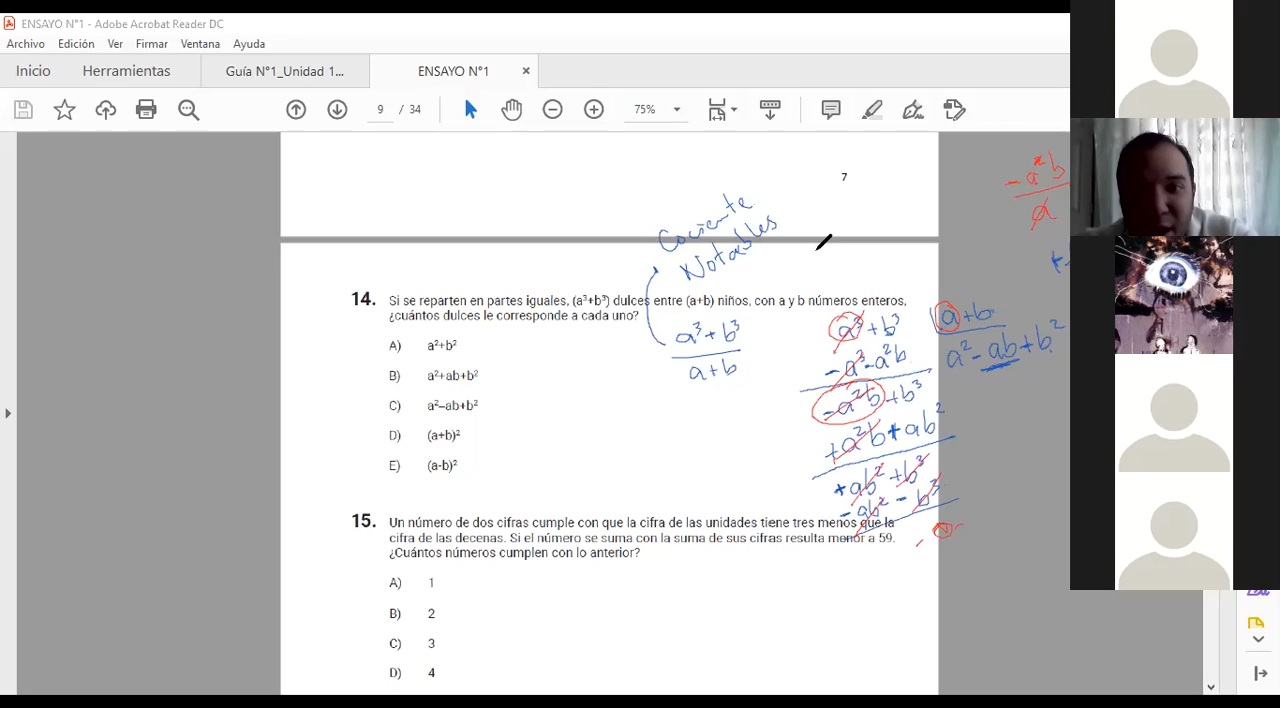 ENSAYO N°1 - Adobe Acrobat Reader DC
Archivo Edición Ver Firmar Ventana Ayuda
Inicio Herramientas Guía N°1_Unidad 1... ENSAYO N°1 ×
9 / 34 75%
7
Cociente
Notables
14. Si se reparten en partes iguales, (a³+b³) dulces entre (a+b) niños, con a y b números enteros,
¿cuántos dulces le corresponde a cada uno?
A) a²+b²
B) a²+ab+b²
C) a²–ab+b²
D) (a+b)²
E) (a-b)²
a³+b³
a+b
a³+b³ a+b
-a³-a²b a²-ab+b²
-a²b+b³
+a²b+ab²
+ab²+b³
-ab²-b³
-a²b
a
15. Un número de dos cifras cumple con que la cifra de las unidades tiene tres menos que la
cifra de las decenas. Si el número se suma con la suma de sus cifras resulta menor a 59.
¿Cuántos números cumplen con lo anterior?
A) 1
B) 2
C) 3
D) 4